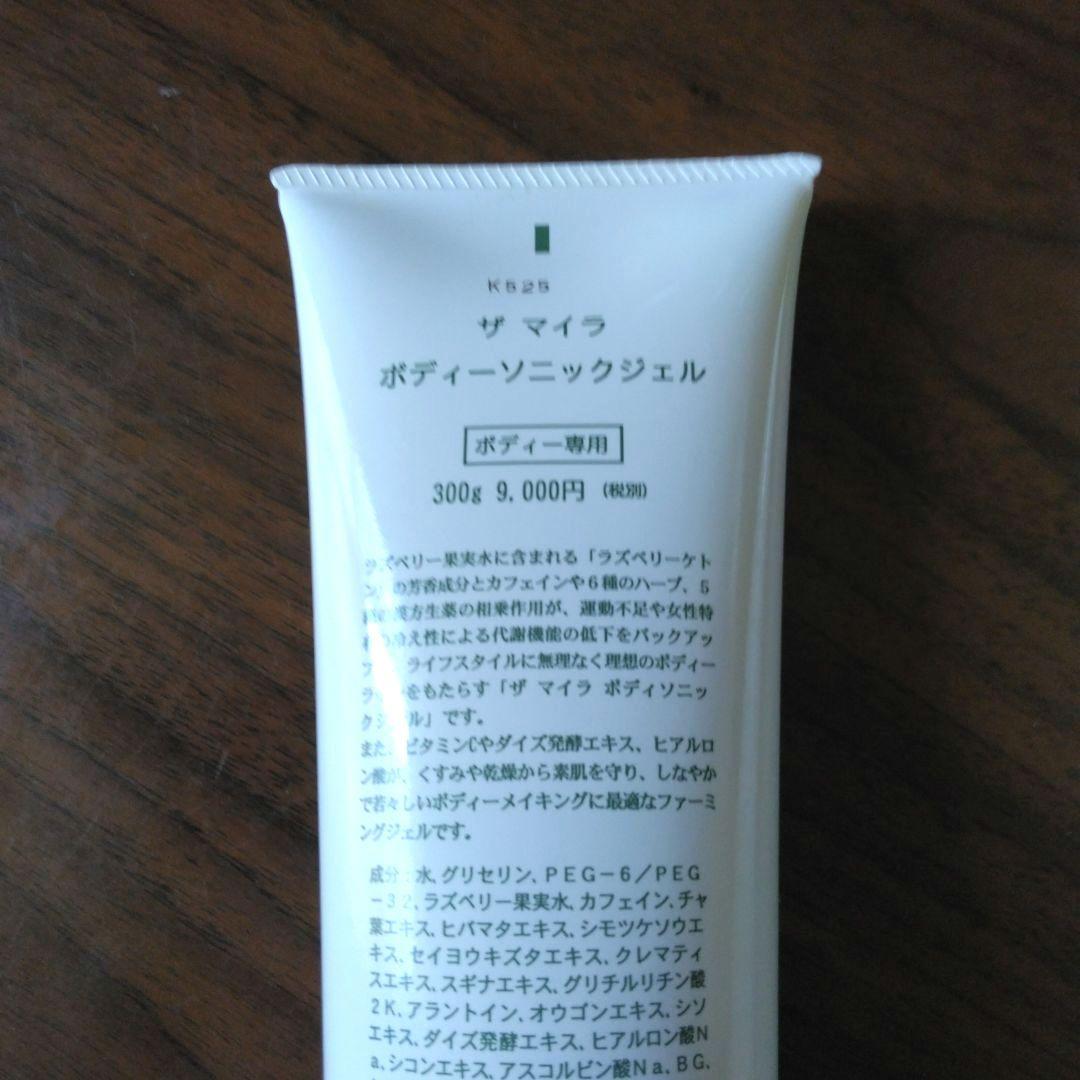 K525
ザ マイラ
ボディーソニックジェル
ボディー専用
300g 9,000円 (税別)
ラズベリー果実水に含まれる「ラズベリーケト
ン」の芳香成分とカフェインや6種のハーブ、5
種の漢方生薬の相乗作用が、運動不足や女性特
有の冷え性による代謝機能の低下をバックアッ
プ。ライフスタイルに無理なく理想のボディー
をもたらす「ザ マイラ ボディソニッ
クジェル」です。
また、ビタミンCやダイズ発酵エキス、ヒアルロ
ン酸が、くすみや乾燥から素肌を守り、しなやか
で若々しいボディーメイキングに最適なファーミ
ングジェルです。
成分:水、グリセリン、PEG-6/PEG
-32、ラズベリー果実水、カフェイン、チャ
葉エキス、ヒバマタエキス、シモツケソウエ
キス、セイヨウキズタエキス、クレマティ
スエキス、スギナエキス、グリチルリチン酸
2K、アラントイン、オウゴンエキス、シソ
エキス、ダイズ発酵エキス、ヒアルロン酸N
a、シコンエキス、アスコルビン酸Na、BG、